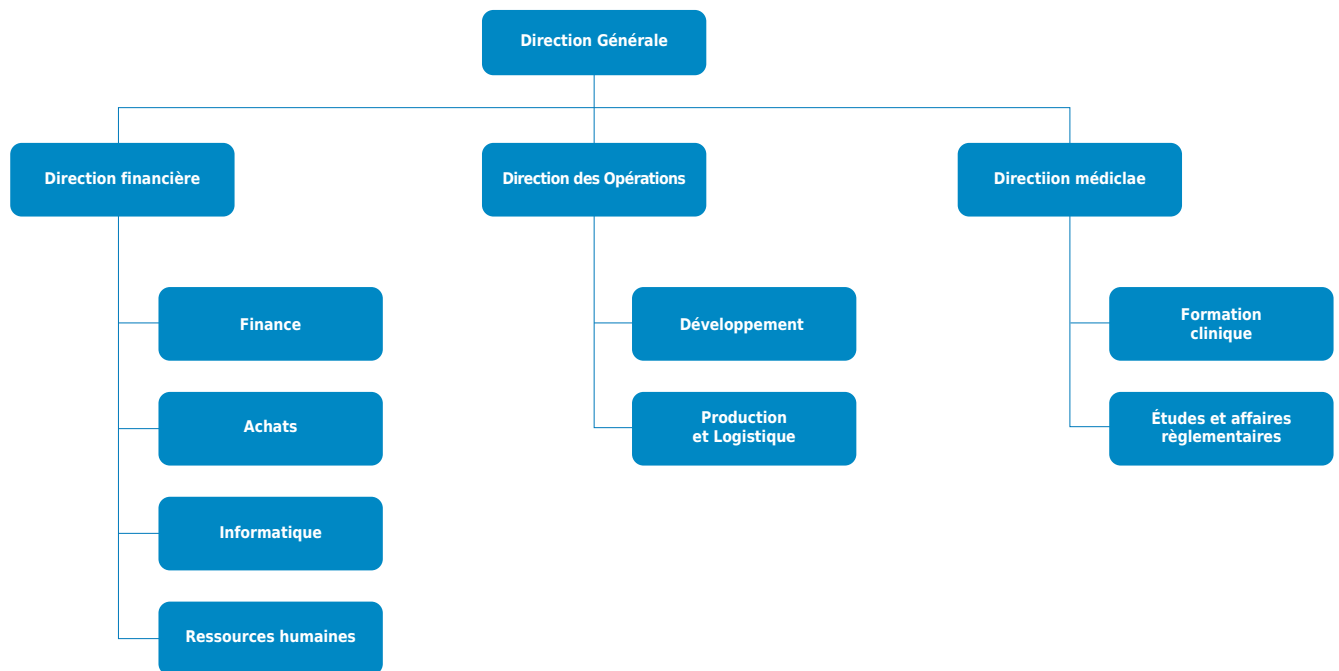 Direction Générale
Direction financière
Direction des Opérations
Directiion médiclae
Finance
Développement
Formation
clinique
Achats
Production
et Logistique
Études et affaires
règlementaires
Informatique
Ressources humaines